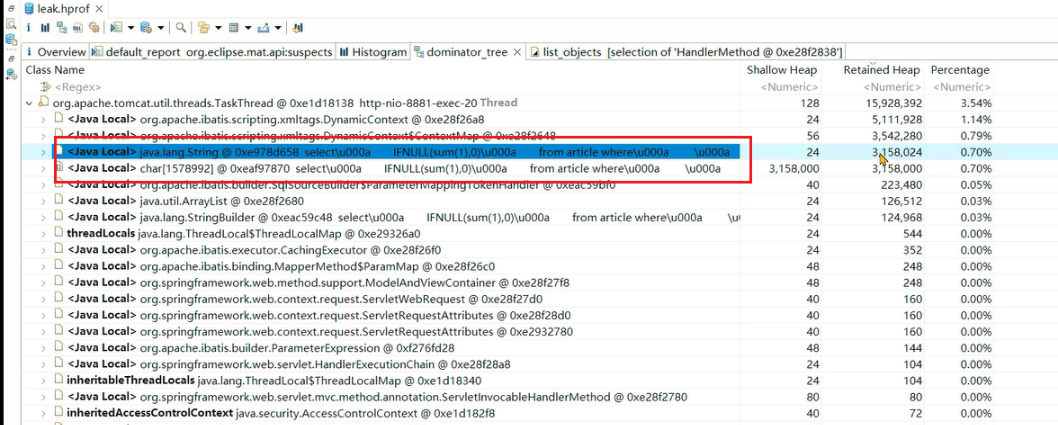 leak.hprof
Overview default_report org.eclipse.mat.api:suspects Histogram dominator_tree list_objects [selection of 'HandlerMethod @ 0xe28f2838']
Class Name Shallow Heap Retained Heap Percentage
<Regex> <Numeric> <Numeric> <Numeric>
org.apache.tomcat.util.threads.TaskThread @ 0xe1d18138 http-nio-8881-exec-20 Thread 128 15,928,392 3.54%
<Java Local> org.apache.ibatis.scripting.xmltags.DynamicContext @ 0xe28f26a8 24 5,111,928 1.14%
<Java Local> org.apache.ibatis.scripting.xmltags.DynamicContext$ContextMap @ 0xe28f2648 56 3,542,280 0.79%
<Java Local> java.lang.String @ 0xe978d658 select\u000a IFNULL(sum(1),0)\u000a from article where\u000a \u000a 24 3,158,024 0.70%
<Java Local> char[1578992] @ 0xeaf97870 select\u000a IFNULL(sum(1),0)\u000a from article where\u000a \u000a 3,158,000 3,158,000 0.70%
<Java Local> org.apache.ibatis.builder.SqlSourceBuilder$ParameterMappingTokenHandler @ 0xeac59bf0 40 223,480 0.05%
<Java Local> java.util.ArrayList @ 0xe28f2680 24 126,512 0.03%
<Java Local> java.lang.StringBuilder @ 0xeac59c48 select\u000a IFNULL(sum(1),0)\u000a from article where\u000a 24 124,968 0.03%
threadLocals java.lang.ThreadLocal$ThreadLocalMap @ 0xe29326a0 24 544 0.00%
<Java Local> org.apache.ibatis.executor.CachingExecutor @ 0xe28f26f0 24 352 0.00%
<Java Local> org.apache.ibatis.binding.MapperMethod$ParamMap @ 0xe28f26c0 48 248 0.00%
<Java Local> org.springframework.web.method.support.ModelAndViewContainer @ 0xe28f27f8 48 248 0.00%
<Java Local> org.springframework.web.context.request.ServletWebRequest @ 0xe28f27d0 40 160 0.00%
<Java Local> org.springframework.web.context.request.ServletRequestAttributes @ 0xe28f28d0 40 160 0.00%
<Java Local> org.springframework.web.context.request.ServletRequestAttributes @ 0xe2932780 40 160 0.00%
<Java Local> org.apache.ibatis.builder.ParameterExpression @ 0xf276fd28 48 144 0.00%
<Java Local> org.springframework.web.servlet.HandlerExecutionChain @ 0xe28f28a8 24 104 0.00%
inheritableThreadLocals java.lang.ThreadLocal$ThreadLocalMap @ 0xe1d18340 24 104 0.00%
<Java Local> org.springframework.web.servlet.mvc.method.annotation.ServletInvocableHandlerMethod @ 0xe28f2780 80 80 0.00%
inheritedAccessControlContext java.security.AccessControlContext @ 0xe1d182f8 40 72 0.00%